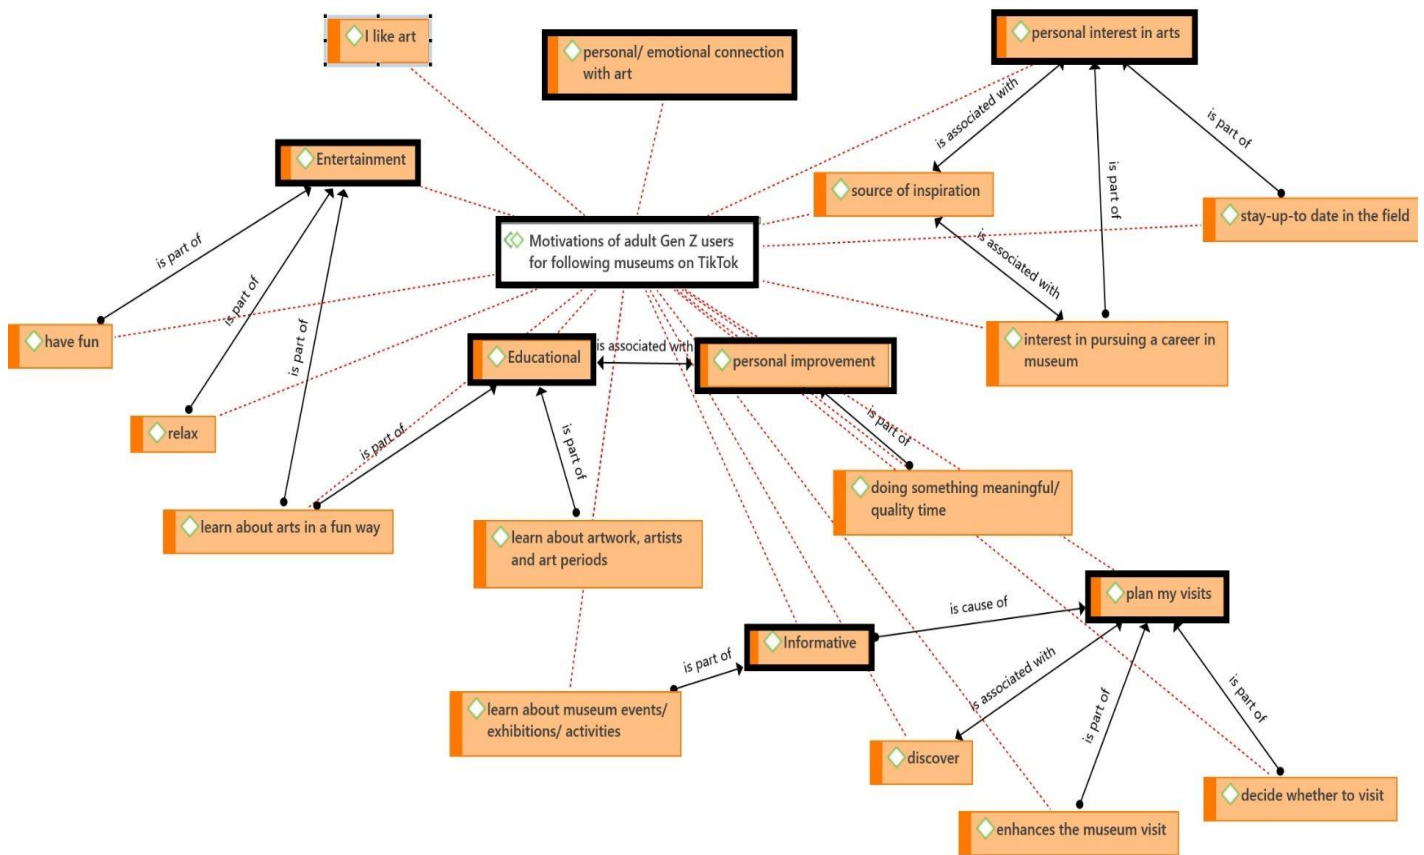 I like art
personal/ emotional connection
with art
personal interest in arts
is associated with
is part of
is part of
Entertainment
source of inspiration
stay-up-to date in the field
Motivations of adult Gen Z users
for following museums on TikTok
is part of
is part of
is part of
is associated with
have fun
interest in pursuing a career in
museum
Educational
is associated with
personal improvement
relax
is part of
is part of
is part of
doing something meaningful/
quality time
learn about arts in a fun way
learn about artwork, artists
and art periods
plan my visits
is cause of
Informative
is part of
is associated with
is part of
is part of
learn about museum events/
exhibitions/ activities
discover
decide whether to visit
enhances the museum visit